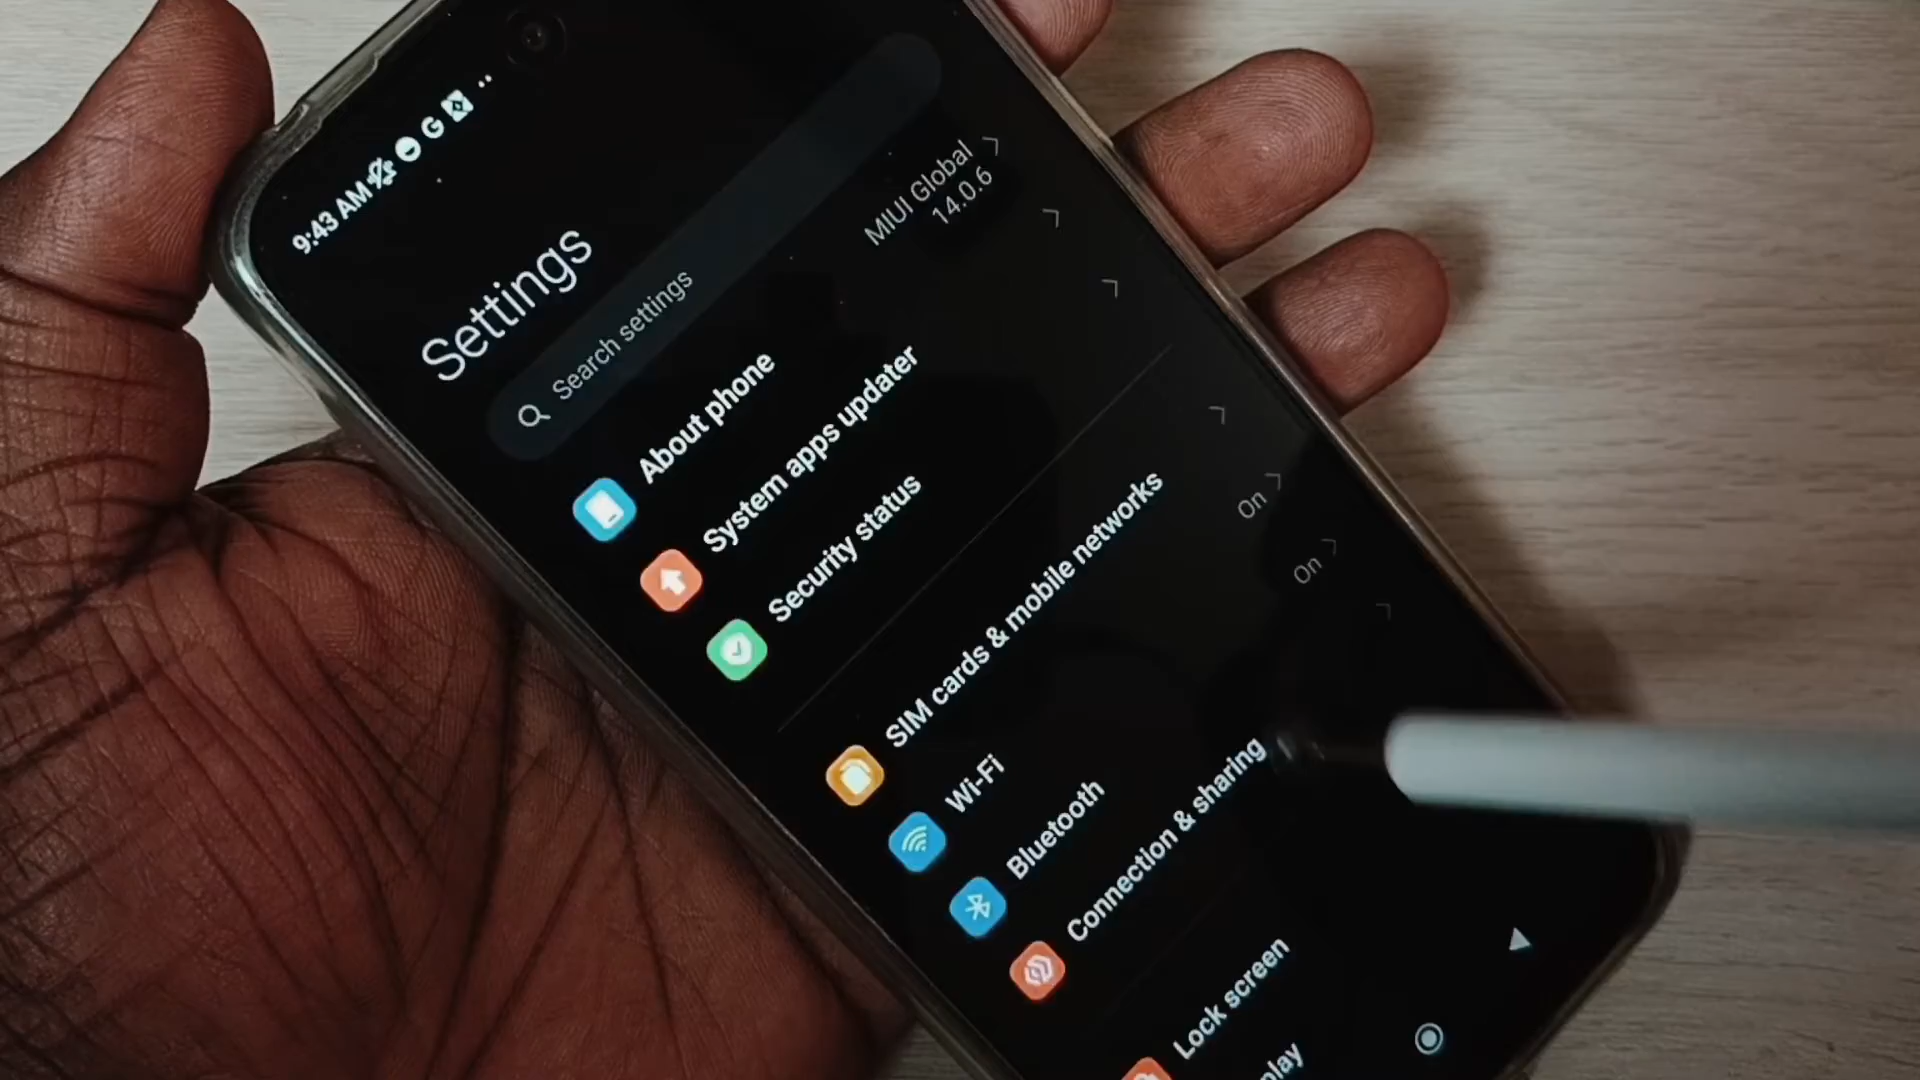 9:43 AM
Settings
Search settings
About phone
MIUI Global
14.0.6
System apps updater
Security status
SIM cards & mobile networks
Wi-Fi
On
Bluetooth
On
Connection & sharing
Lock screen
play